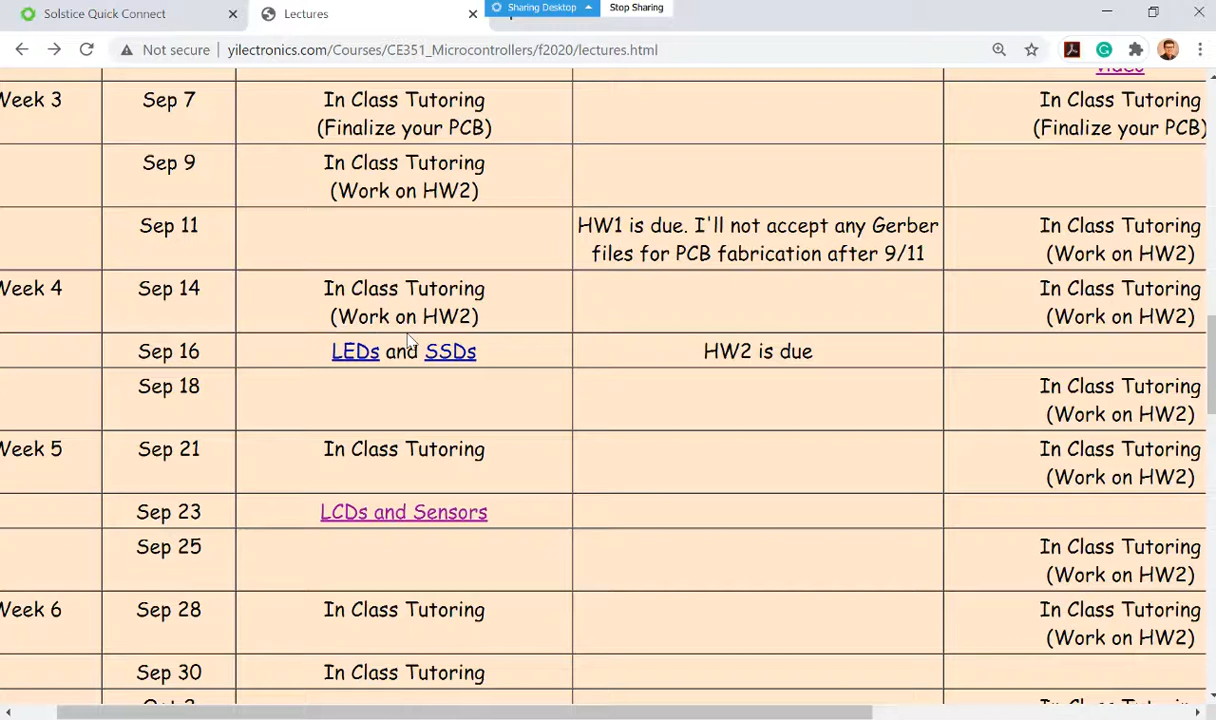 Solstice Quick Connect
Lectures
Sharing Desktop
Stop Sharing
Not secure
yilectronics.com/Courses/CE351_Microcontrollers/f2020/lectures.html
Video
Week 3
Sep 7
In Class Tutoring
(Finalize your PCB)
In Class Tutoring
(Finalize your PCB)
Sep 9
In Class Tutoring
(Work on HW2)
Sep 11
HW1 is due. I'll not accept any Gerber
files for PCB fabrication after 9/11
In Class Tutoring
(Work on HW2)
Week 4
Sep 14
In Class Tutoring
(Work on HW2)
In Class Tutoring
(Work on HW2)
Sep 16
LEDs and SSDs
HW2 is due
Sep 18
In Class Tutoring
(Work on HW2)
Week 5
Sep 21
In Class Tutoring
In Class Tutoring
(Work on HW2)
Sep 23
LCDs and Sensors
Sep 25
In Class Tutoring
(Work on HW2)
Week 6
Sep 28
In Class Tutoring
In Class Tutoring
(Work on HW2)
Sep 30
In Class Tutoring